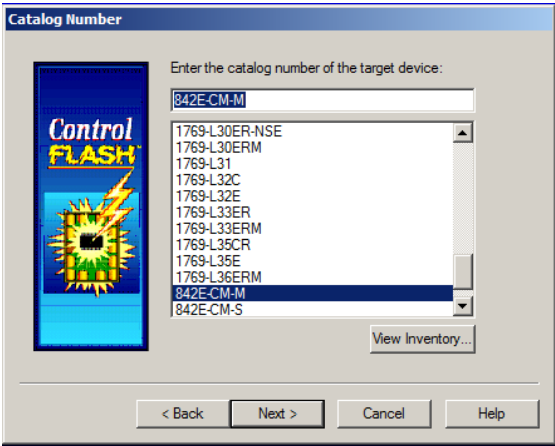 Catalog Number
Enter the catalog number of the target device:
842E-CM-M
Control
FLASH™
1769-L30ER-NSE
1769-L30ERM
1769-L31
1769-L32C
1769-L32E
1769-L33ER
1769-L33ERM
1769-L35CR
1769-L35E
1769-L36ERM
842E-CM-M
842E-CM-S
View Inventory...
< Back
Next >
Cancel
Help